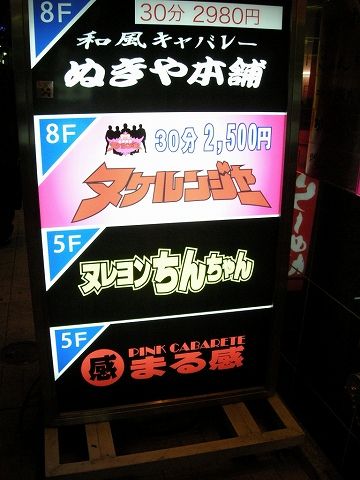 8F
30分 2980円
和風キャバレー
ぬきや本舗
8F
30分 2,500円
ヌケルンジャー
5F
ヌレヨンちんちゃん
5F
感 PINK CABARETE
まる感